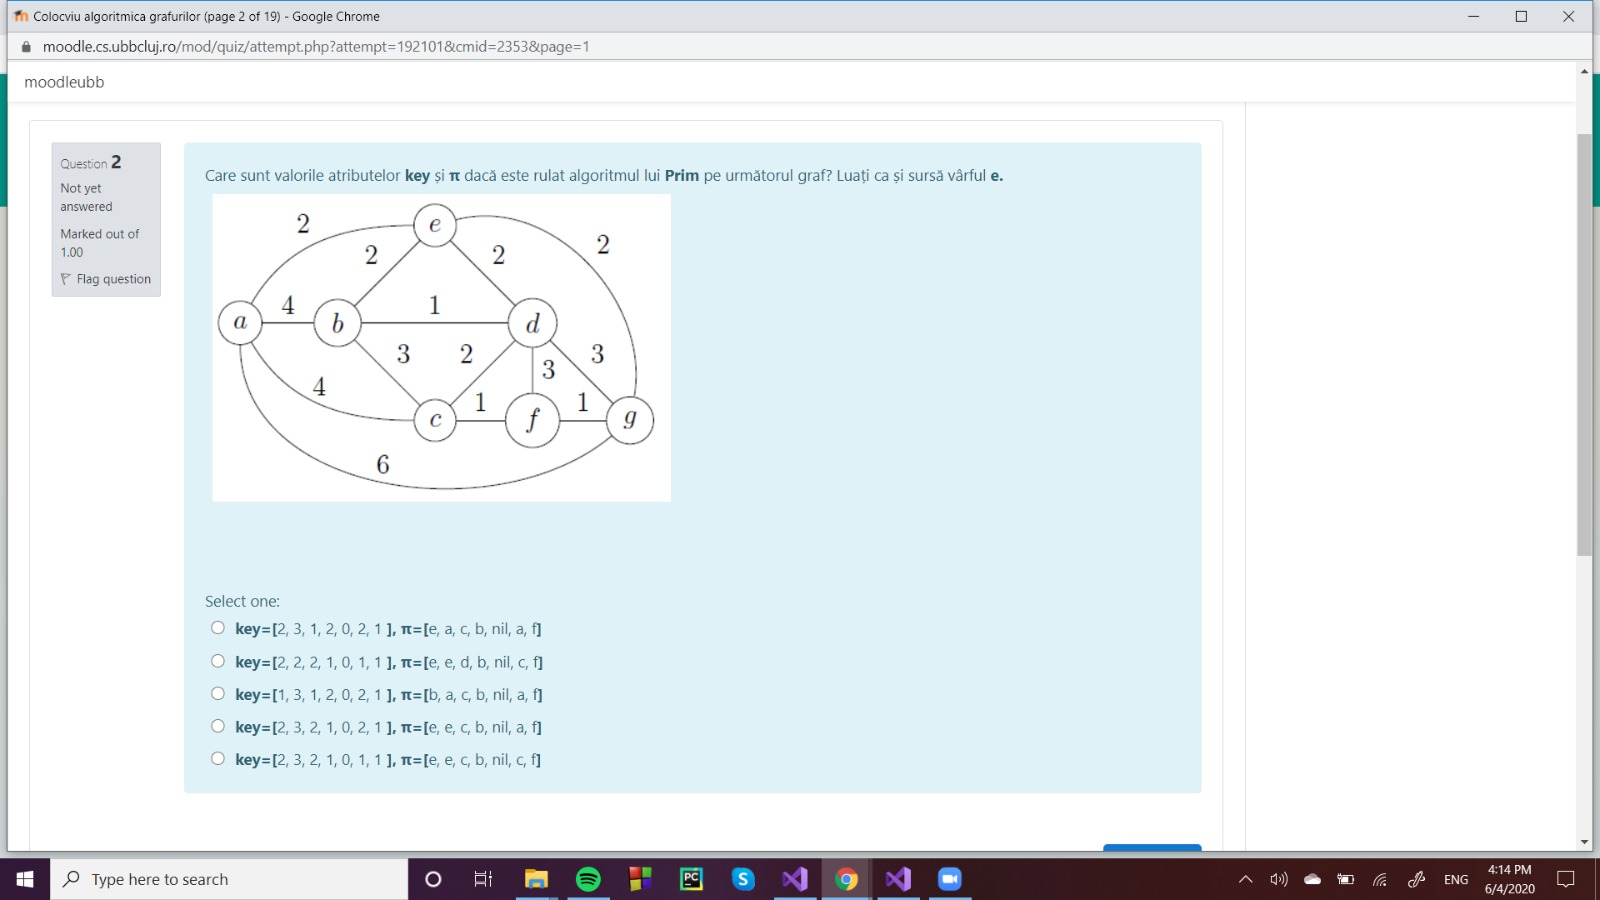 Colocviu algoritmica grafurilor (page 2 of 19) - Google Chrome
moodle.cs.ubbcluj.ro/mod/quiz/attempt.php?attempt=192101&cmid=2353&page=1
moodleubb
Question 2
Not yet
answered
Marked out of
1.00
Flag question
Care sunt valorile atributelor key și π dacă este rulat algoritmul lui Prim pe următorul graf? Luați ca și sursă vârful e.
2
e
2
2
2
a
4
b
1
d
3
2
3
3
4
c
1
f
1
g
6
Select one:
key=[2, 3, 1, 2, 0, 2, 1 ], π=[e, a, c, b, nil, a, f]
key=[2, 2, 2, 1, 0, 1, 1 ], π=[e, e, d, b, nil, c, f]
key=[1, 3, 1, 2, 0, 2, 1 ], π=[b, a, c, b, nil, a, f]
key=[2, 3, 2, 1, 0, 2, 1 ], π=[e, e, c, b, nil, a, f]
key=[2, 3, 2, 1, 0, 1, 1 ], π=[e, e, c, b, nil, c, f]
Type here to search
PC
ENG
4:14 PM
6/4/2020